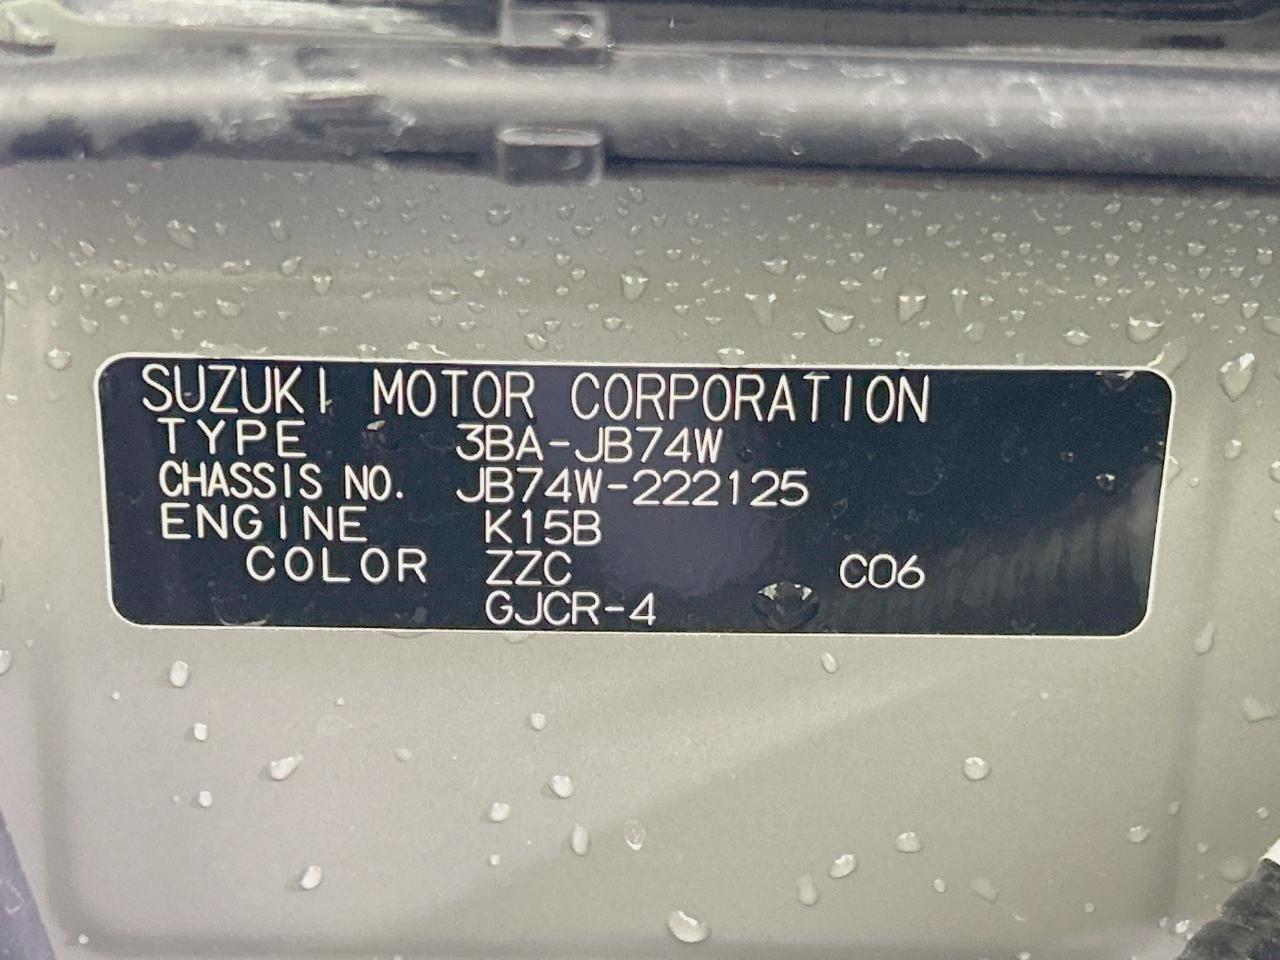 SUZUKI MOTOR CORPORATION
TYPE 3BA-JB74W
CHASSIS NO. JB74W-222125
ENGINE K15B
COLOR ZZC C06
GJCR-4